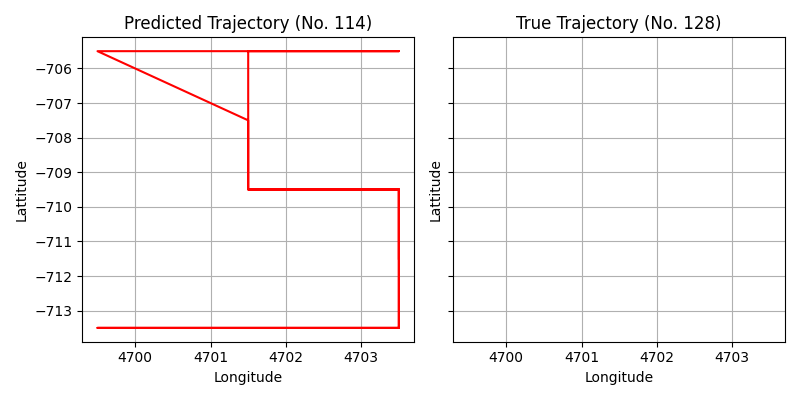 Predicted Trajectory (No. 114)
True Trajectory (No. 128)
−706
−707
−708
−709
−710
−711
−712
−713
Lattitude
Lattitude
4700 4701 4702 4703
4700 4701 4702 4703
Longitude
Longitude